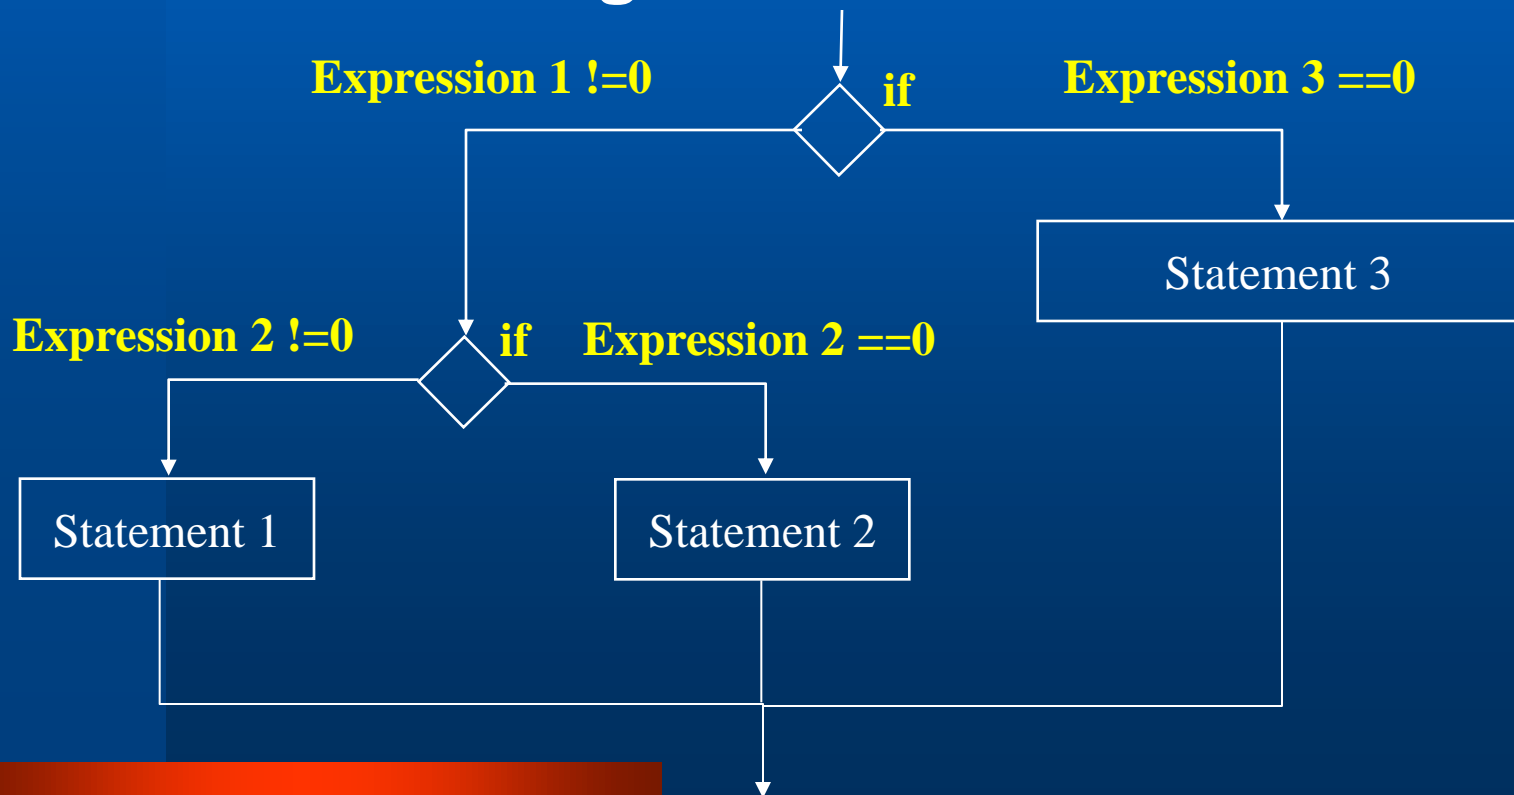 Expression 1 !=0
if
Expression 3 ==0
Statement 3
Expression 2 !=0
if
Expression 2 ==0
Statement 1
Statement 2